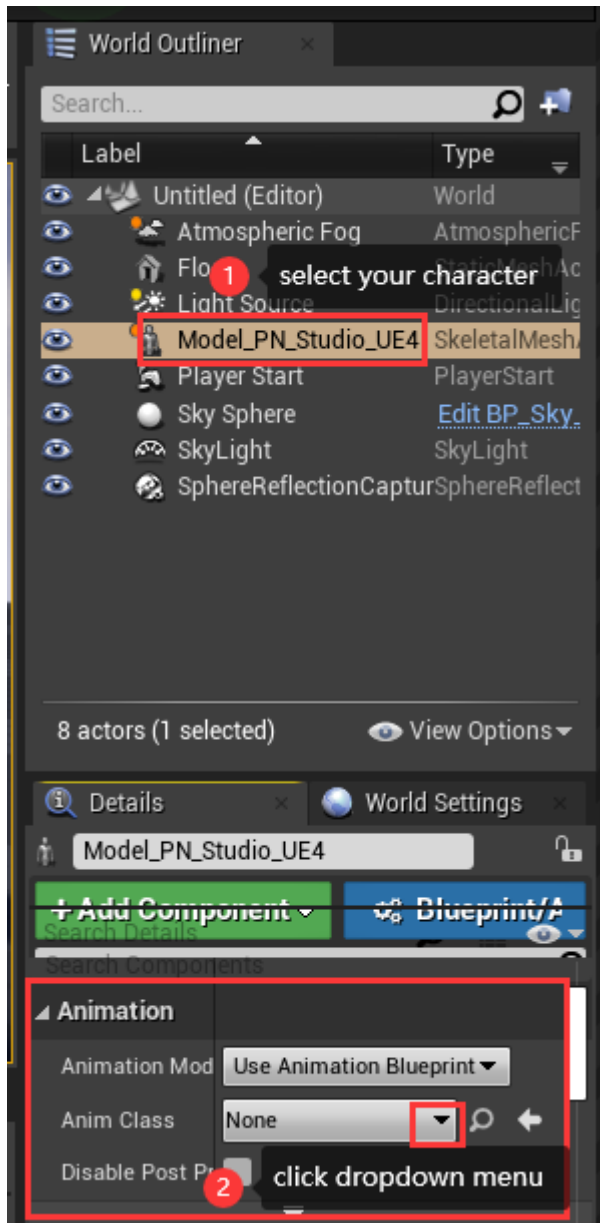 World Outliner
Search...
Label Type
Untitled (Editor) World
Atmospheric Fog AtmosphericF
Flo StaticMeshAc
1 select your character
Light Source DirectionalLig
Model_PN_Studio_UE4 SkeletalMesh
Player Start PlayerStart
Sky Sphere Edit BP_Sky_
SkyLight SkyLight
SphereReflectionCaptur SphereReflect
8 actors (1 selected) View Options
Details World Settings
Model_PN_Studio_UE4
+ Add Component Blueprint/A
Search Details
Search Components
Animation
Animation Mod Use Animation Blueprint
Anim Class None
Disable Post Pr
2 click dropdown menu